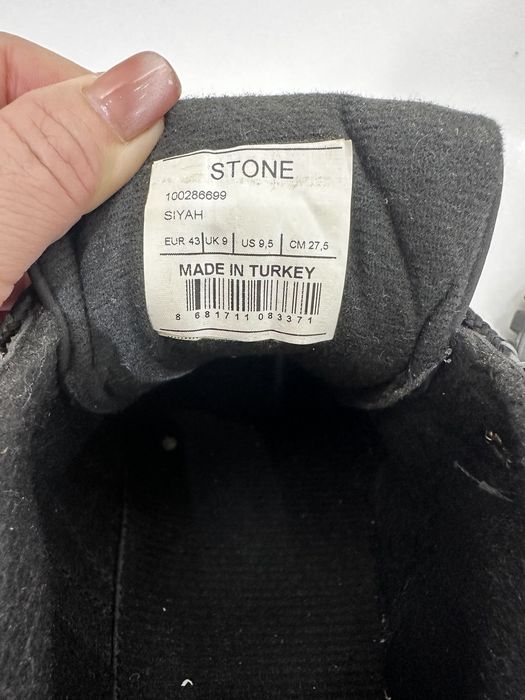 STONE
100286699
SIYAH
EUR 43 UK 9 US 9,5 CM 27,5
MADE IN TURKEY
8 681711 083371